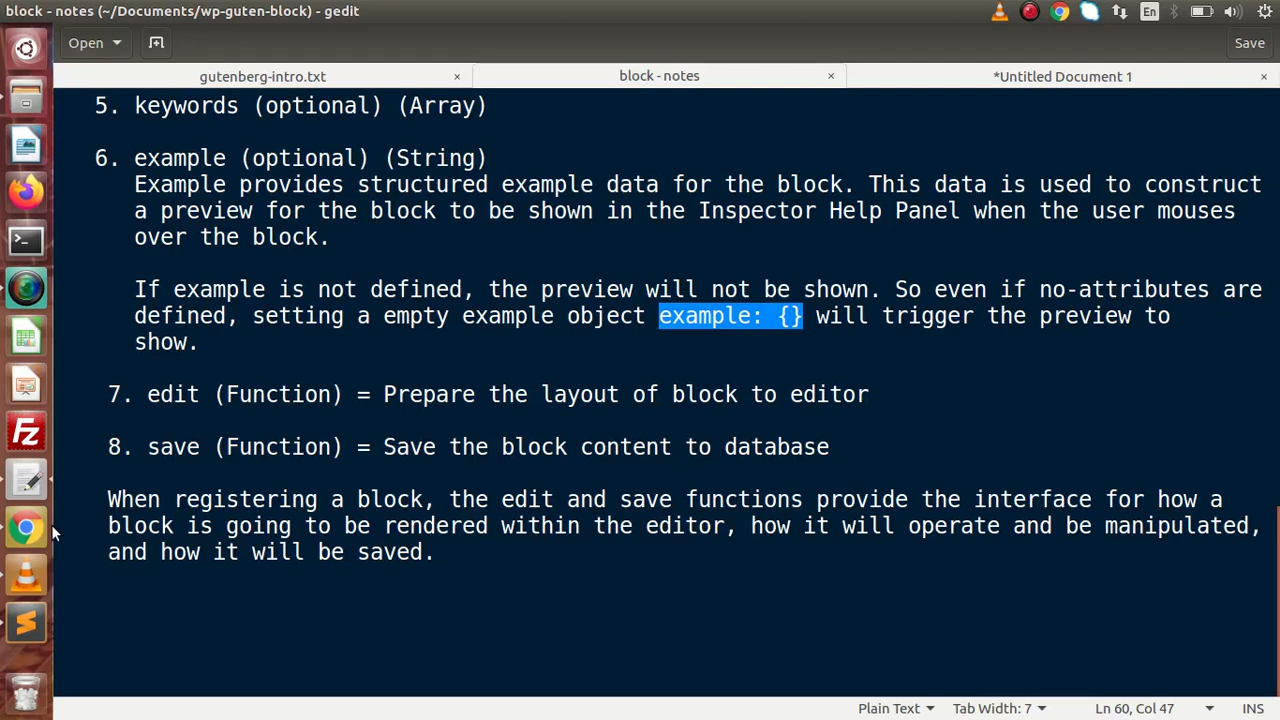 block - notes (~/Documents/wp-guten-block) - gedit
En
Open
Save
gutenberg-intro.txt × block - notes × *Untitled Document 1 ×
5. keywords (optional) (Array)
6. example (optional) (String)
Example provides structured example data for the block. This data is used to construct
a preview for the block to be shown in the Inspector Help Panel when the user mouses
over the block.
If example is not defined, the preview will not be shown. So even if no-attributes are
defined, setting a empty example object example: {} will trigger the preview to
show.
7. edit (Function) = Prepare the layout of block to editor
8. save (Function) = Save the block content to database
When registering a block, the edit and save functions provide the interface for how a
block is going to be rendered within the editor, how it will operate and be manipulated,
and how it will be saved.
Plain Text Tab Width: 7 Ln 60, Col 47 INS